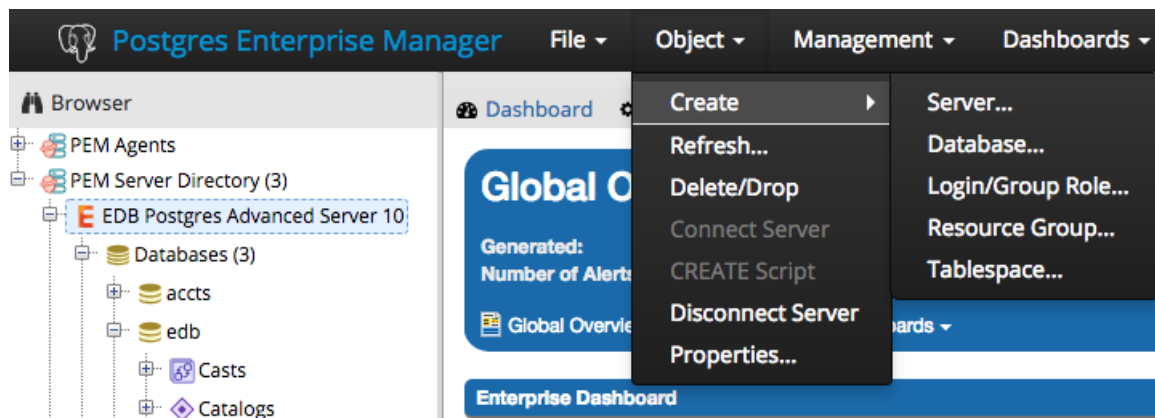 Postgres Enterprise Manager File Object Management Dashboards
Browser
Dashboard
PEM Agents
PEM Server Directory (3)
EDB Postgres Advanced Server 10
Databases (3)
accts
edb
Casts
Catalogs
Create
Refresh...
Delete/Drop
Connect Server
CREATE Script
Disconnect Server
Properties...
Server...
Database...
Login/Group Role...
Resource Group...
Tablespace...
Global
Generated:
Number of Alerts
Global
Enterprise Dashboard